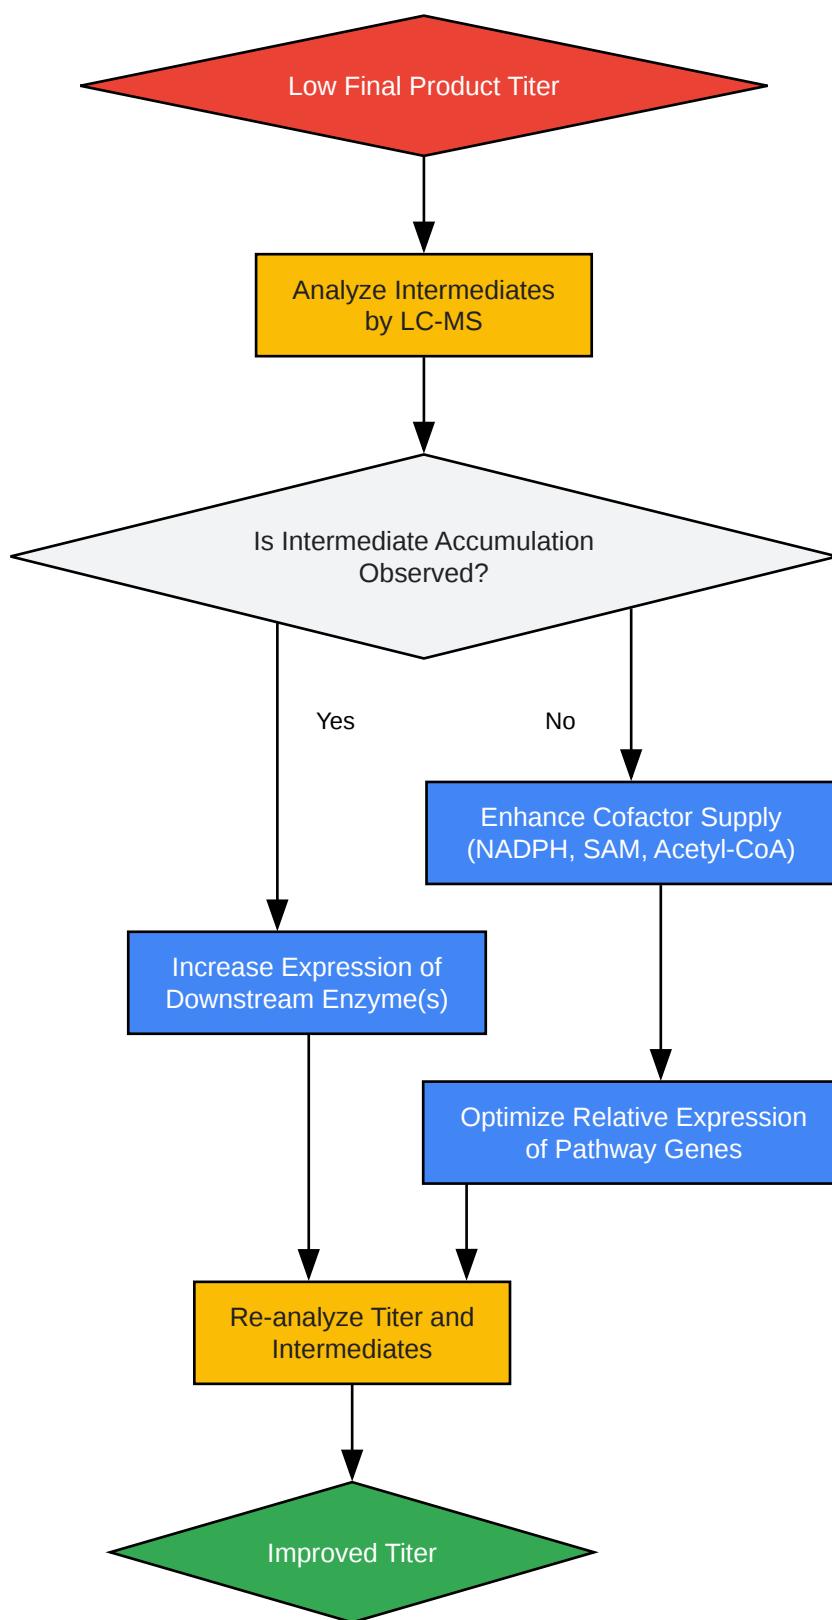 Low Final Product Titer
Analyze Intermediates
by LC-MS
Is Intermediate Accumulation
Observed?
Yes
No
Enhance Cofactor Supply
(NADPH, SAM, Acetyl-CoA)
Increase Expression of
Downstream Enzyme(s)
Optimize Relative Expression
of Pathway Genes
Re-analyze Titer and
Intermediates
Improved Titer